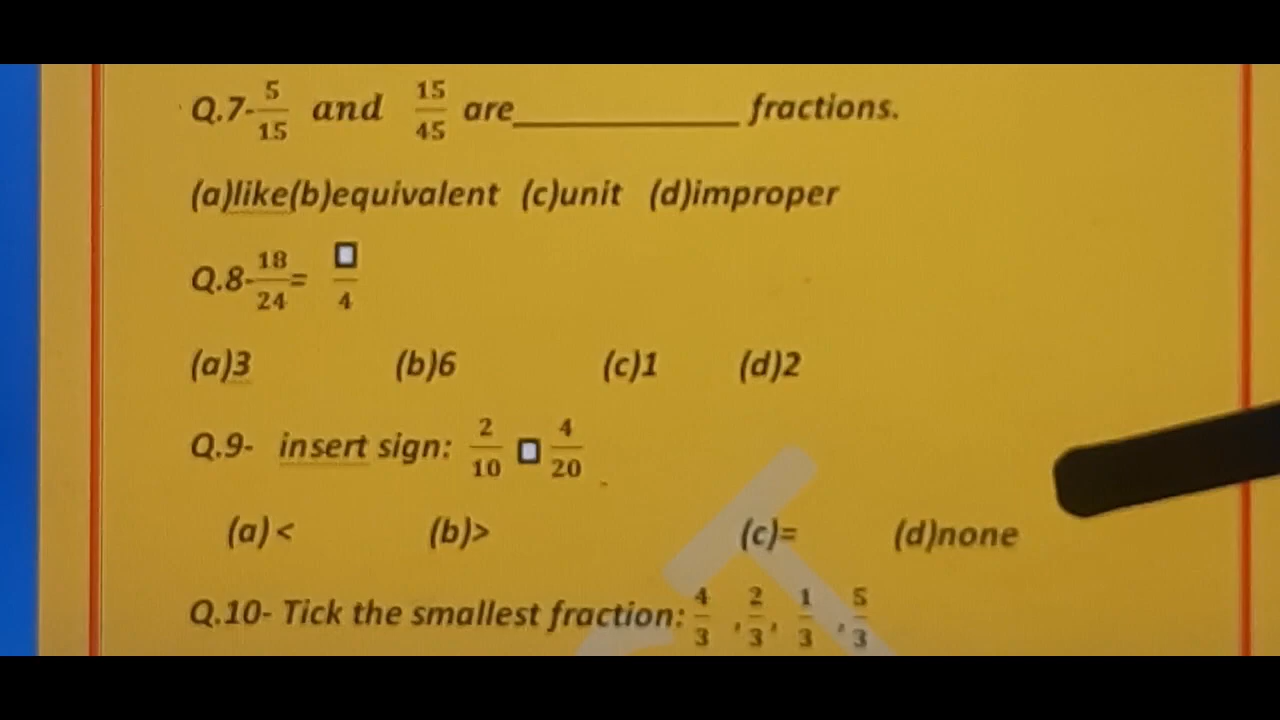 Q.7- 5/15 and 15/45 are____________ fractions.
(a)like(b)equivalent (c)unit (d)improper
Q.8- 18/24 = □/4
(a)3 (b)6 (c)1 (d)2
Q.9- insert sign: 2/10 □ 4/20
(a) < (b)> (c)= (d)none
Q.10- Tick the smallest fraction: 4/3 , 2/3 , 1/3 , 5/3